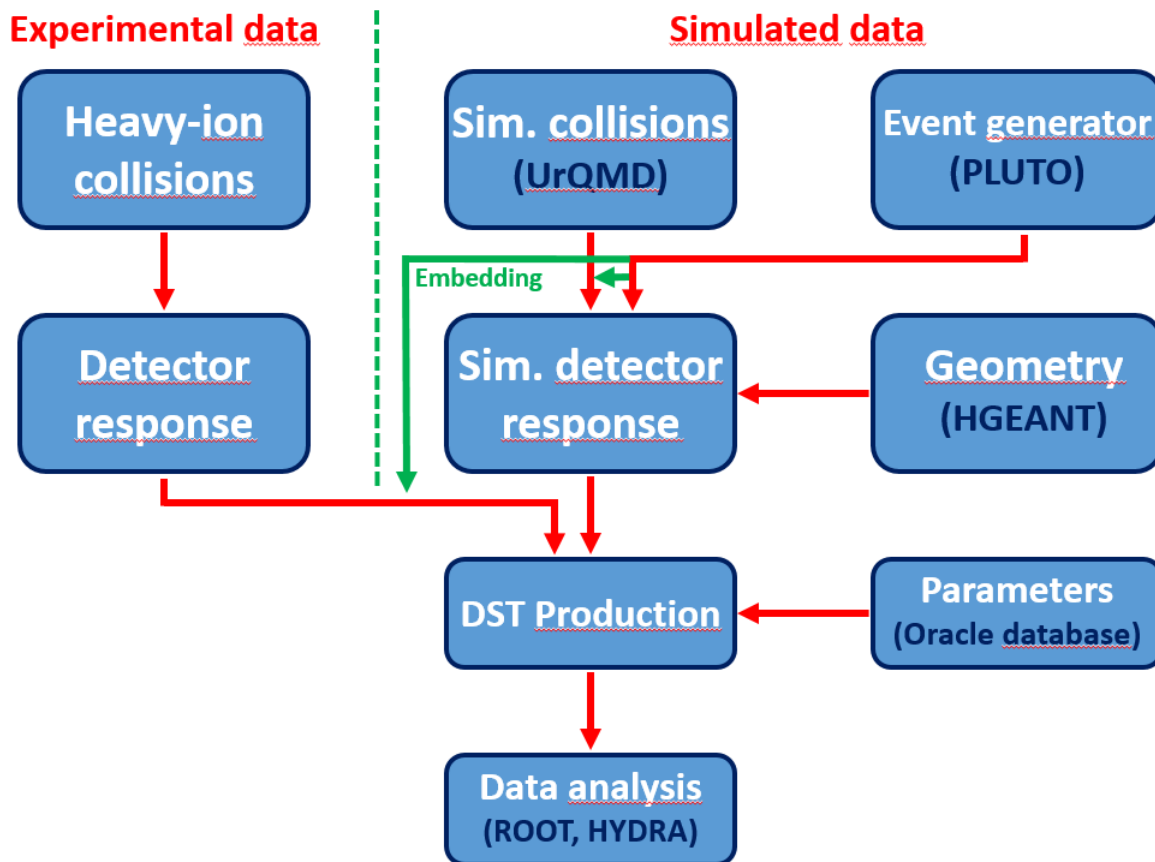 Experimental data
Simulated data
Heavy-ion
collisions
Sim. collisions
(UrQMD)
Event generator
(PLUTO)
Embedding
Detector
response
Sim. detector
response
Geometry
(HGEANT)
DST Production
Parameters
(Oracle database)
Data analysis
(ROOT, HYDRA)